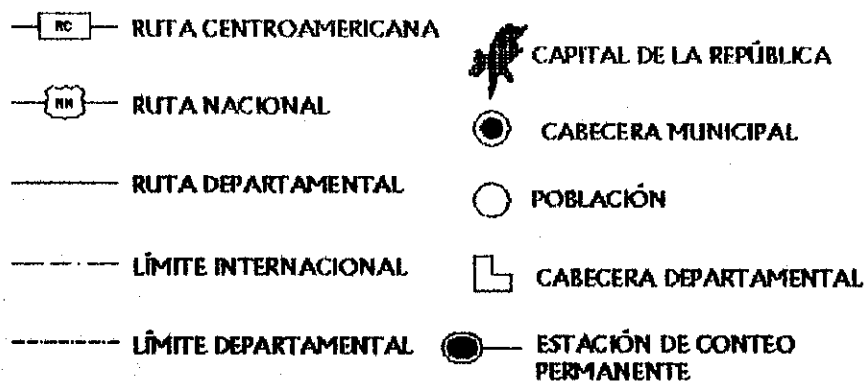 RC RUTA CENTROAMERICANA
NN RUTA NACIONAL
RUTA DEPARTAMENTAL
LÍMITE INTERNACIONAL
LÍMITE DEPARTAMENTAL
CAPITAL DE LA REPÚBLICA
CABECERA MUNICIPAL
POBLACIÓN
CABECERA DEPARTAMENTAL
ESTACIÓN DE CONTEO
PERMANENTE